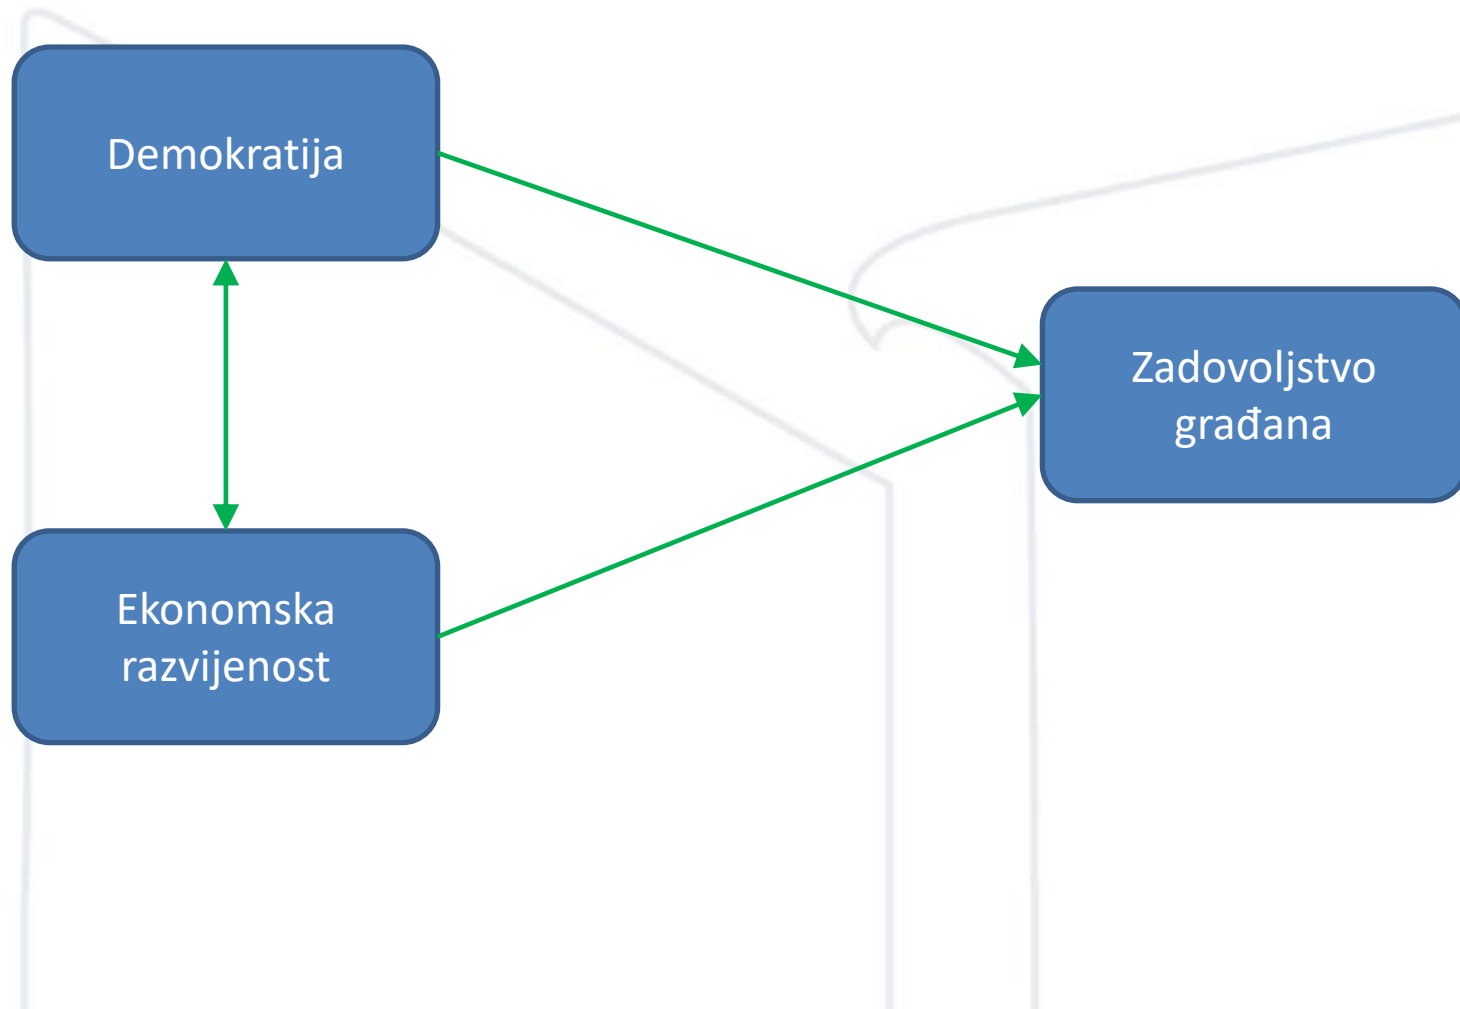 Demokratija
Zadovoljstvo
građana
Ekonomska
razvijenost